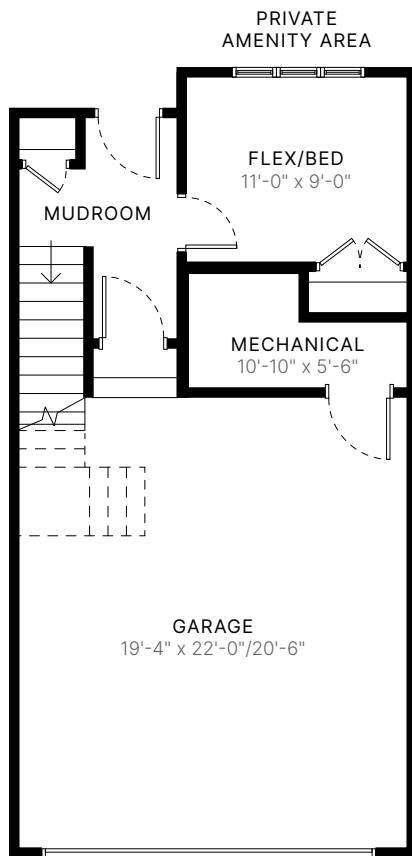 PRIVATE
AMENITY AREA
FLEX/BED
11'-0" x 9'-0"
MUDROOM
MECHANICAL
10'-10" x 5'-6"
GARAGE
19'-4" x 22'-0"/20'-6"